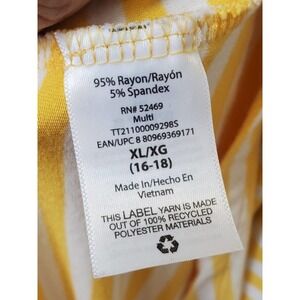 95% Rayon/Rayón
5% Spandex
RN# 52469
Multi
TT21100009298S
EAN/UPC 8 80969369171
XL/XG
(16-18)
Made In/Hecho En
Vietnam
THIS LABEL YARN IS MADE
OUT OF 100% RECYCLED
POLYESTER MATERIALS